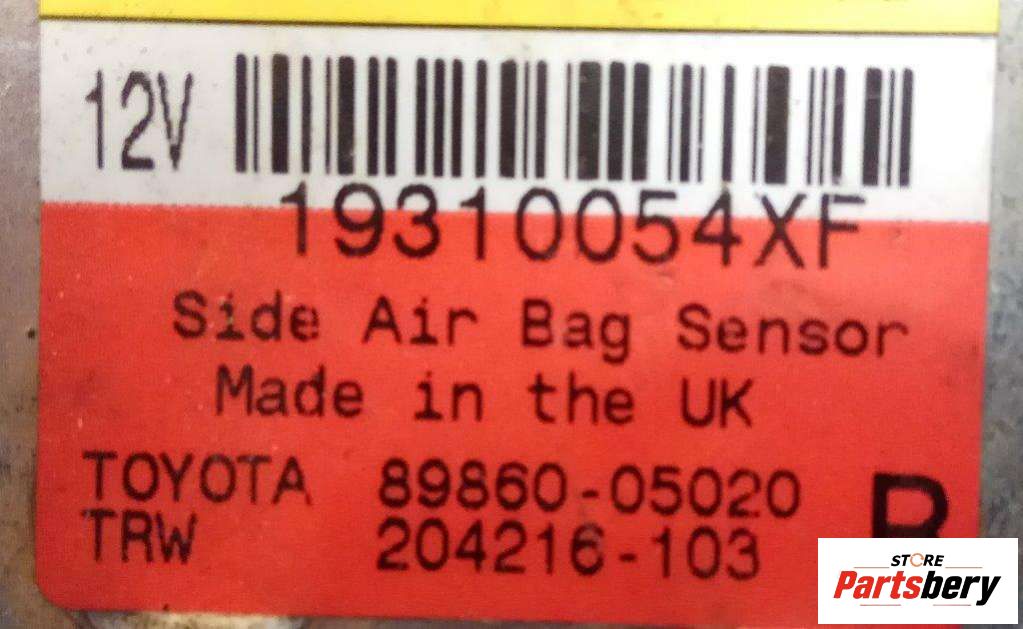 12V
19310054XF
Side Air Bag Sensor
Made in the UK
TOYOTA 89860-05020
TRW 204216-103
STORE
Partsbery